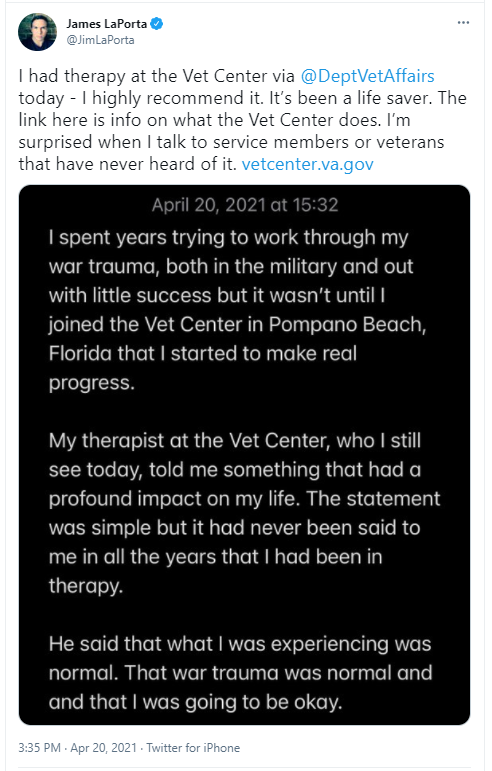 James LaPorta
@JimLaPorta
I had therapy at the Vet Center via @DeptVetAffairs
today - I highly recommend it. It's been a life saver. The
link here is info on what the Vet Center does. I'm
surprised when I talk to service members or veterans
that have never heard of it. vetcenter.va.gov
April 20, 2021 at 15:32
I spent years trying to work through my
war trauma, both in the military and out
with little success but it wasn't until I
joined the Vet Center in Pompano Beach,
Florida that I started to make real
progress.
My therapist at the Vet Center, who I still
see today, told me something that had a
profound impact on my life. The statement
was simple but it had never been said to
me in all the years that I had been in
therapy.
He said that what I was experiencing was
normal. That war trauma was normal and
and that I was going to be okay.
3:35 PM · Apr 20, 2021 · Twitter for iPhone